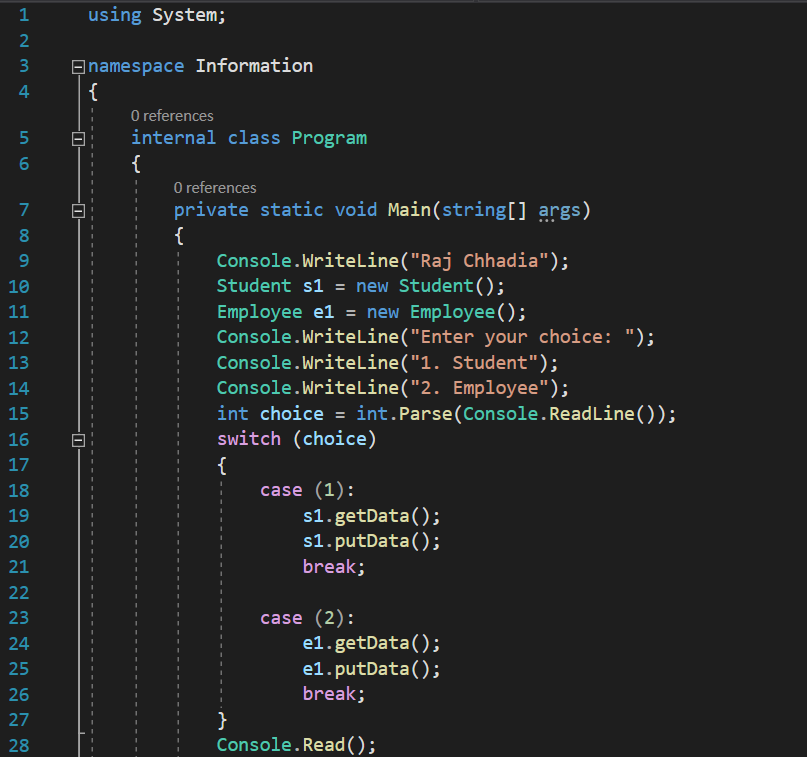 1 using System;
2
3 namespace Information
4 {
0 references
5 internal class Program
6 {
0 references
7 private static void Main(string[] args)
8 {
9 Console.WriteLine("Raj Chhadia");
10 Student s1 = new Student();
11 Employee e1 = new Employee();
12 Console.WriteLine("Enter your choice: ");
13 Console.WriteLine("1. Student");
14 Console.WriteLine("2. Employee");
15 int choice = int.Parse(Console.ReadLine());
16 switch (choice)
17 {
18 case (1):
19 s1.getData();
20 s1.putData();
21 break;
22
23 case (2):
24 e1.getData();
25 e1.putData();
26 break;
27 }
28 Console.Read();